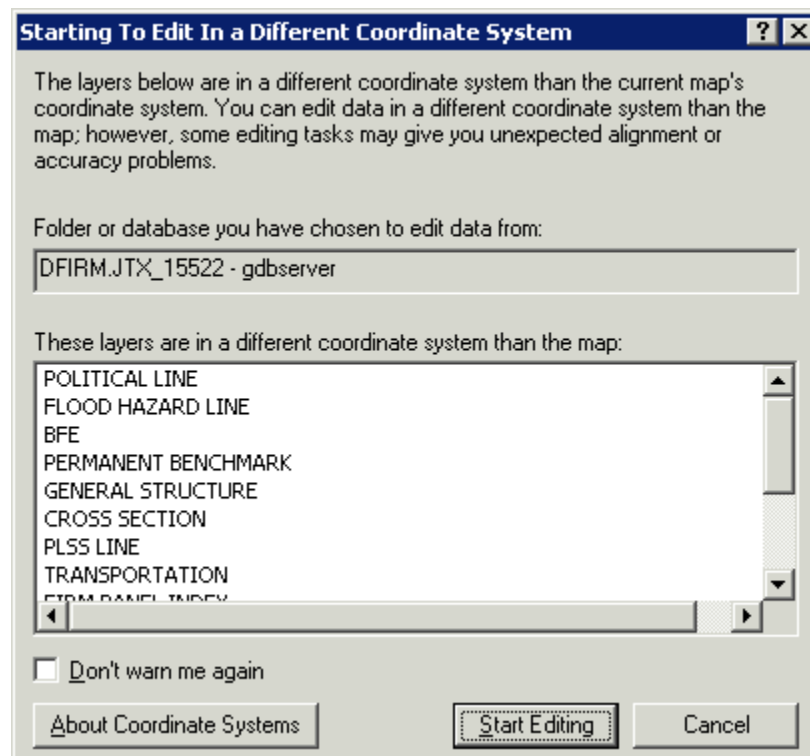 Starting To Edit In a Different Coordinate System
The layers below are in a different coordinate system than the current map's
coordinate system. You can edit data in a different coordinate system than the
map; however, some editing tasks may give you unexpected alignment or
accuracy problems.
Folder or database you have chosen to edit data from:
DFIRM.JTX_15522 - gdbserver
These layers are in a different coordinate system than the map:
POLITICAL LINE
FLOOD HAZARD LINE
BFE
PERMANENT BENCHMARK
GENERAL STRUCTURE
CROSS SECTION
PLSS LINE
TRANSPORTATION
FIRM PANEL INDEX
Don't warn me again
About Coordinate Systems
Start Editing
Cancel